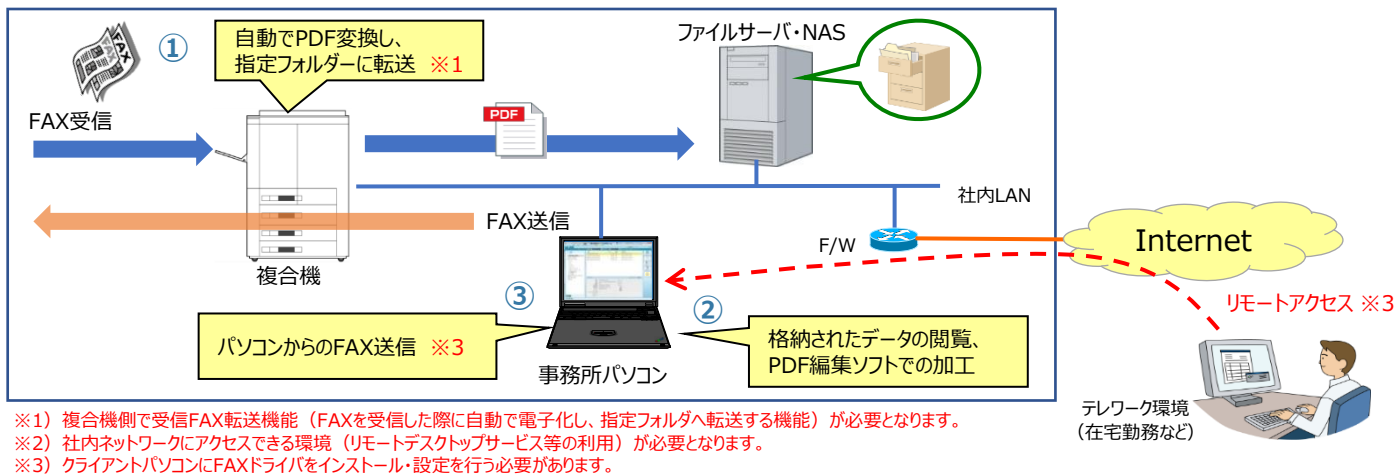 ①
自動でPDF変換し、
指定フォルダーに転送 ※1
ファイルサーバ・NAS
FAX
FAX
FAX受信
PDF
社内LAN
FAX送信
F/W
Internet
複合機
③
②
リモートアクセス ※3
パソコンからのFAX送信 ※3
格納されたデータの閲覧、
PDF編集ソフトでの加工
事務所パソコン
テレワーク環境
（在宅勤務など）
※1）複合機側で受信FAX転送機能（FAXを受信した際に自動で電子化し、指定フォルダへ転送する機能）が必要となります。
※2）社内ネットワークにアクセスできる環境（リモートデスクトップサービス等の利用）が必要となります。
※3）クライアントパソコンにFAXドライバをインストール・設定を行う必要があります。